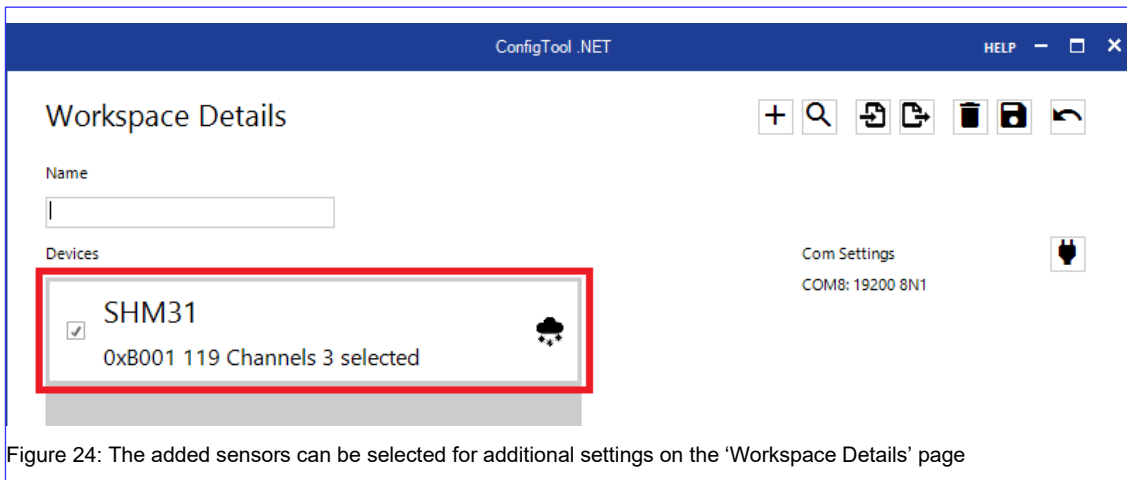 ConfigTool .NET
HELP
Workspace Details
Name
Devices
Com Settings
COM8: 19200 8N1
SHM31
0xB001 119 Channels 3 selected
Figure 24: The added sensors can be selected for additional settings on the ‘Workspace Details’ page